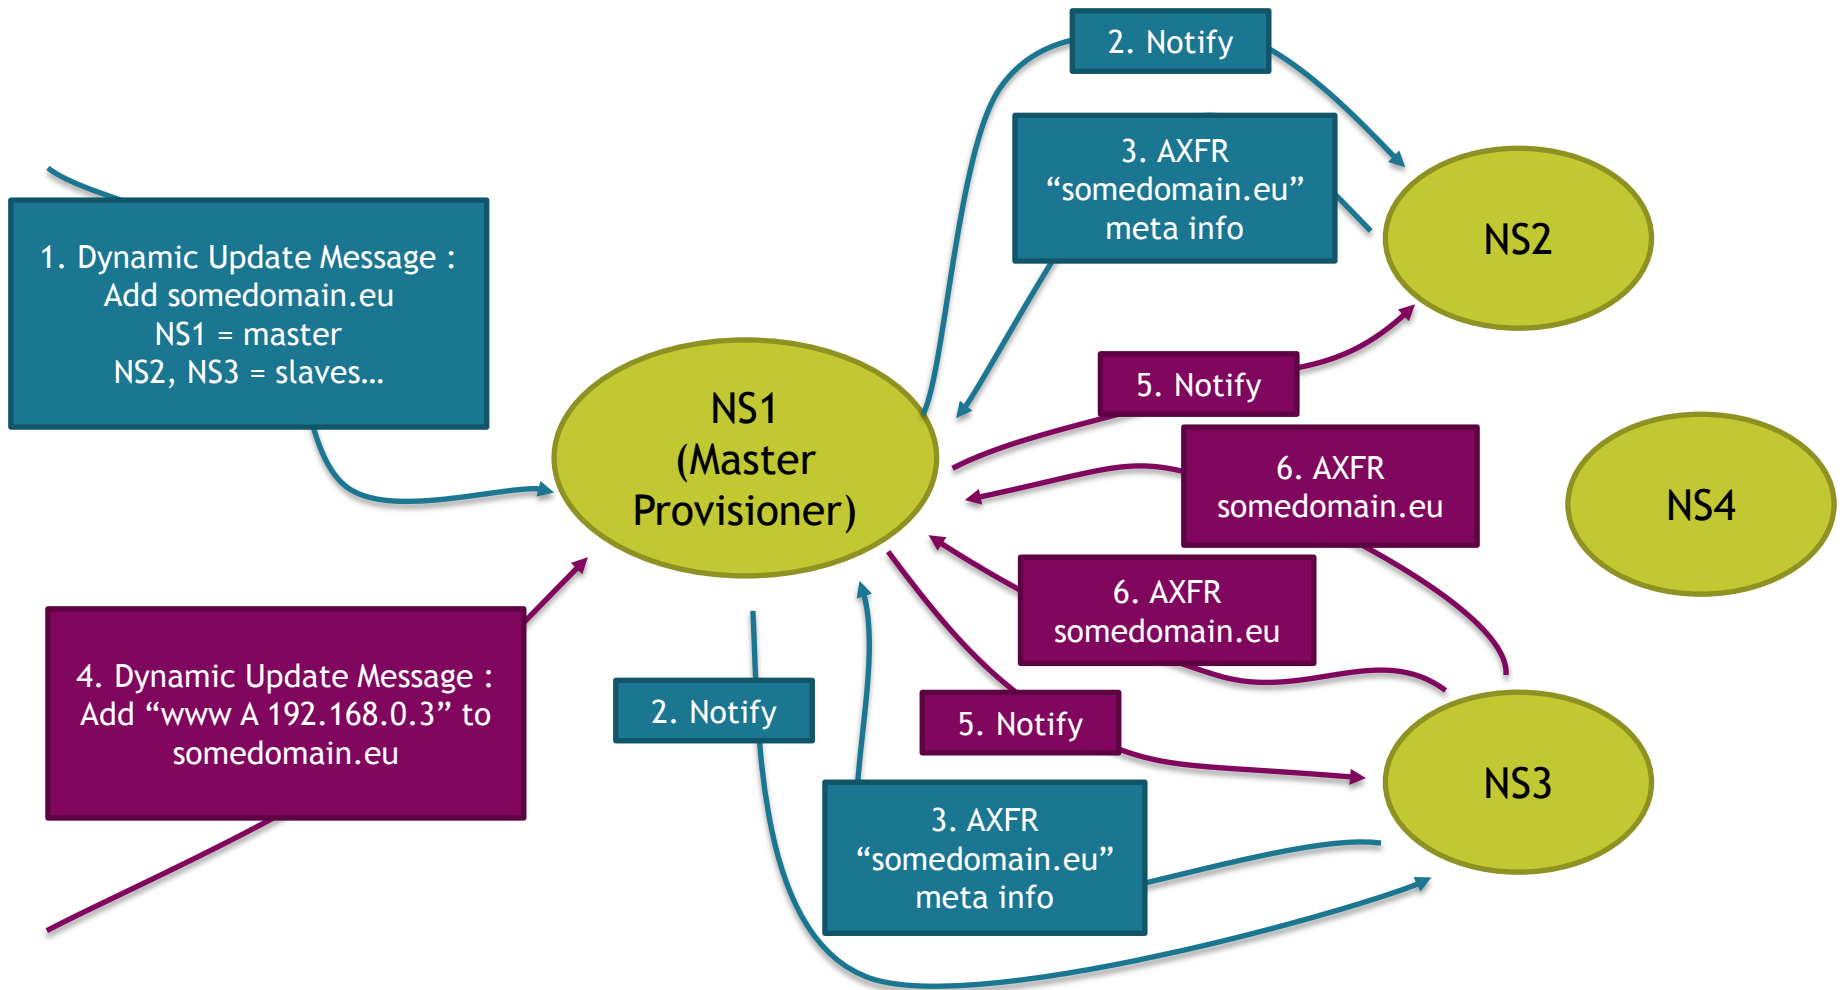 2. Notify
3. AXFR
“somedomain.eu”
meta info
NS2
1. Dynamic Update Message :
Add somedomain.eu
NS1 = master
NS2, NS3 = slaves…
5. Notify
NS1
(Master
Provisioner)
6. AXFR
somedomain.eu
NS4
6. AXFR
somedomain.eu
4. Dynamic Update Message :
Add “www A 192.168.0.3” to
somedomain.eu
2. Notify
5. Notify
NS3
3. AXFR
“somedomain.eu”
meta info